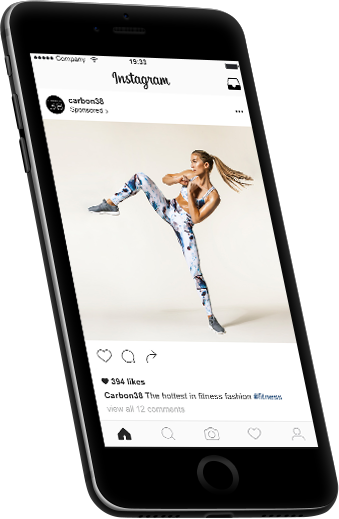 Company 19:33
Instagram
carbon38
Sponsored
394 likes
Carbon38 The hottest in fitness fashion #fitness
view all 12 comments